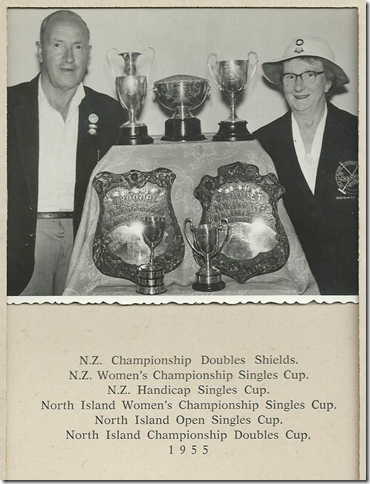 N.Z. Championship Doubles Shields.
N.Z. Women's Championship Singles Cup.
N.Z. Handicap Singles Cup.
North Island Women's Championship Singles Cup.
North Island Open Singles Cup.
North Island Championship Doubles Cup,
1955